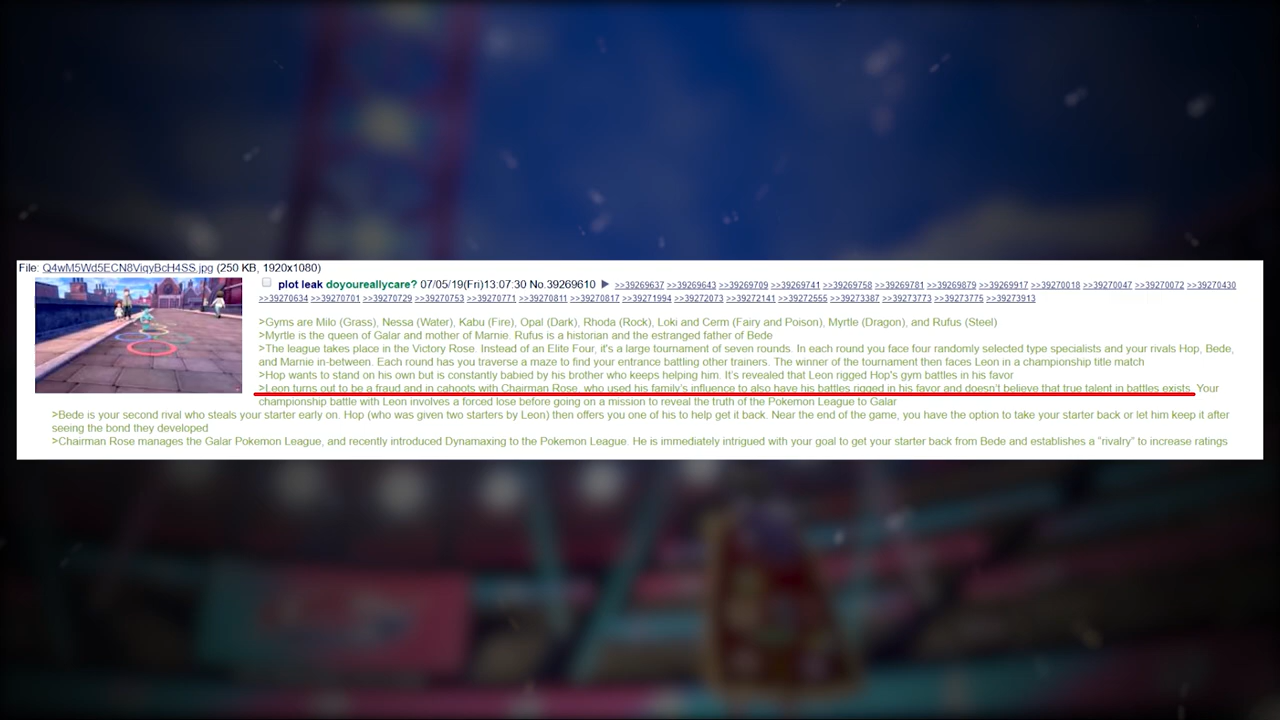 File: Q4wM5Wd5ECN8ViqyBcH4SS.jpg (250 KB, 1920x1080)
plot leak doyoureallycare? 07/05/19(Fri)13:07:30 No.39269610 ▶ >>39269637 >>39269643 >>39269709 >>39269741 >>39269758 >>39269781 >>39269879 >>39269917 >>39270018 >>39270047 >>39270072 >>39270430
>>39270634 >>39270701 >>39270729 >>39270753 >>39270771 >>39270811 >>39270817 >>39271994 >>39272073 >>39272141 >>39272556 >>39273387 >>39273773 >>39273775 >>39273913
>Gyms are Milo (Grass), Nessa (Water), Kabu (Fire), Opal (Dark), Rhoda (Rock), Loki and Cerm (Fairy and Poison), Myrtle (Dragon), and Rufus (Steel)
>Myrtle is the queen of Galar and mother of Marnie. Rufus is a historian and the estranged father of Bede
>The league takes place in the Victory Rose. Instead of an Elite Four, it's a large tournament of seven rounds. In each round you face four randomly selected type specialists and your rivals Hop, Bede,
and Marnie in-between. Each round has you traverse a maze to find your entrance battling other trainers. The winner of the tournament then faces Leon in a championship title match
>Hop wants to stand on his own but is constantly babied by his brother who keeps helping him. It's revealed that Leon rigged Hop's gym battles in his favor
>Leon turns out to be a fraud and in cahoots with Chairman Rose, who used his family's influence to also have his battles rigged in his favor and doesn't believe that true talent in battles exists. Your
championship battle with Leon involves a forced lose before going on a mission to reveal the truth of the Pokemon League to Galar
>Bede is your second rival who steals your starter early on. Hop (who was given two starters by Leon) then offers you one of his to help get it back. Near the end of the game, you have the option to take your starter back or let him keep it after
seeing the bond they developed
>Chairman Rose manages the Galar Pokemon League, and recently introduced Dynamaxing to the Pokemon League. He is immediately intrigued with your goal to get your starter back from Bede and establishes a "rivalry" to increase ratings